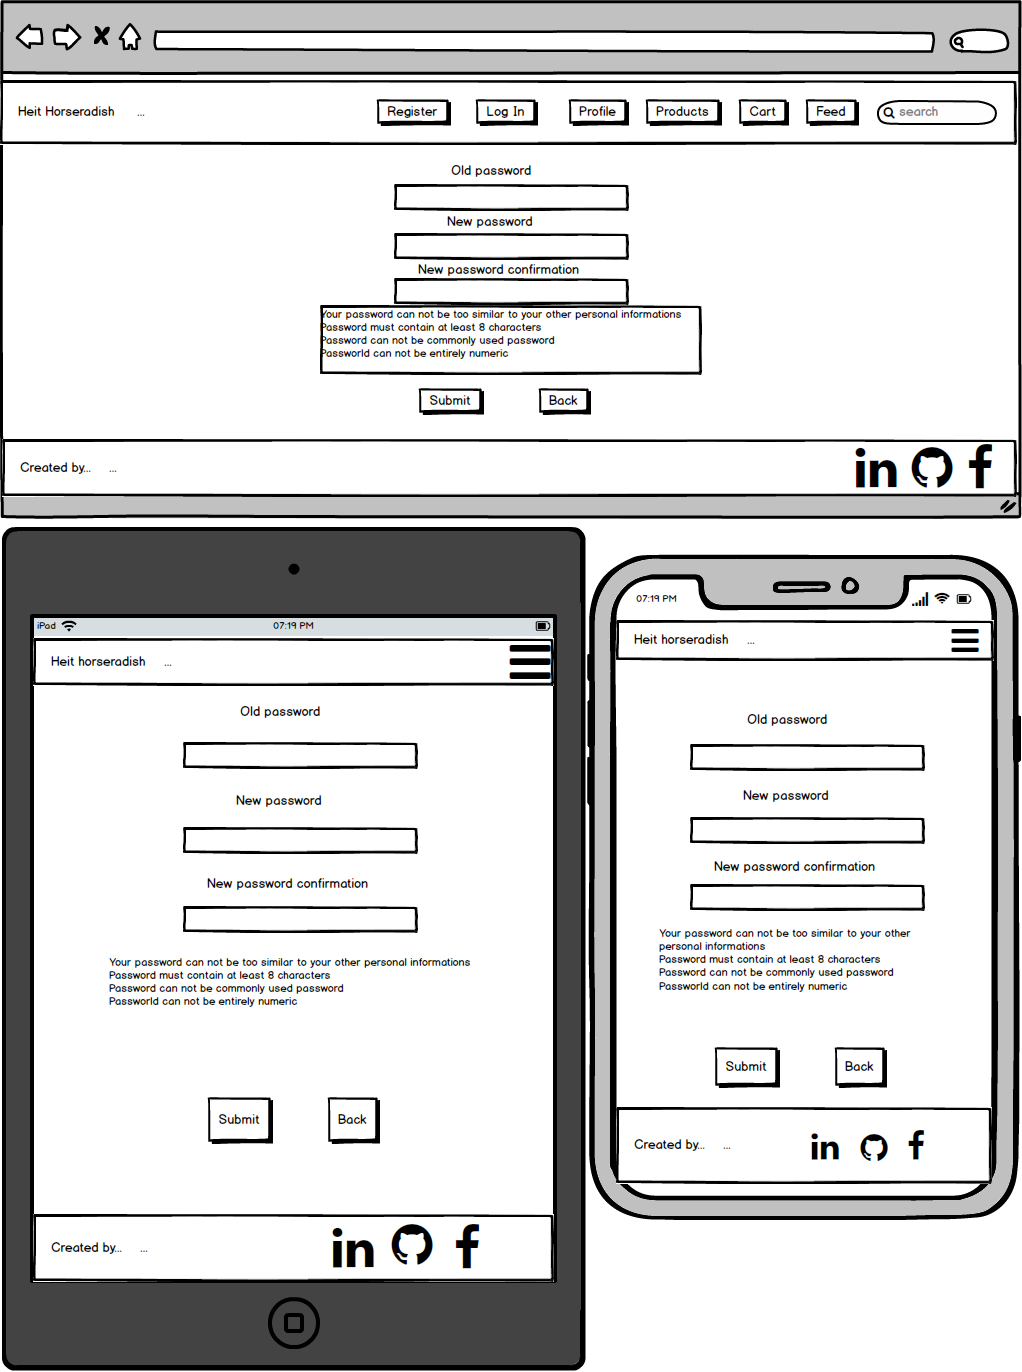 Heit Horseradish ... Register Log In Profile Products Cart Feed search
Old password
New password
New password confirmation
Your password can not be too similar to your other personal informations
Password must contain at least 8 characters
Password can not be commonly used password
Passworld can not be entirely numeric
Submit Back
Created by... ... in f
iPad 07:19 PM
Heit horseradish ...
Old password
New password
New password confirmation
Your password can not be too similar to your other personal informations
Password must contain at least 8 characters
Password can not be commonly used password
Passworld can not be entirely numeric
Submit Back
Created by... ... in f
07:19 PM
Heit horseradish ...
Old password
New password
New password confirmation
Your password can not be too similar to your other
personal informations
Password must contain at least 8 characters
Password can not be commonly used password
Passworld can not be entirely numeric
Submit Back
Created by... ... in f